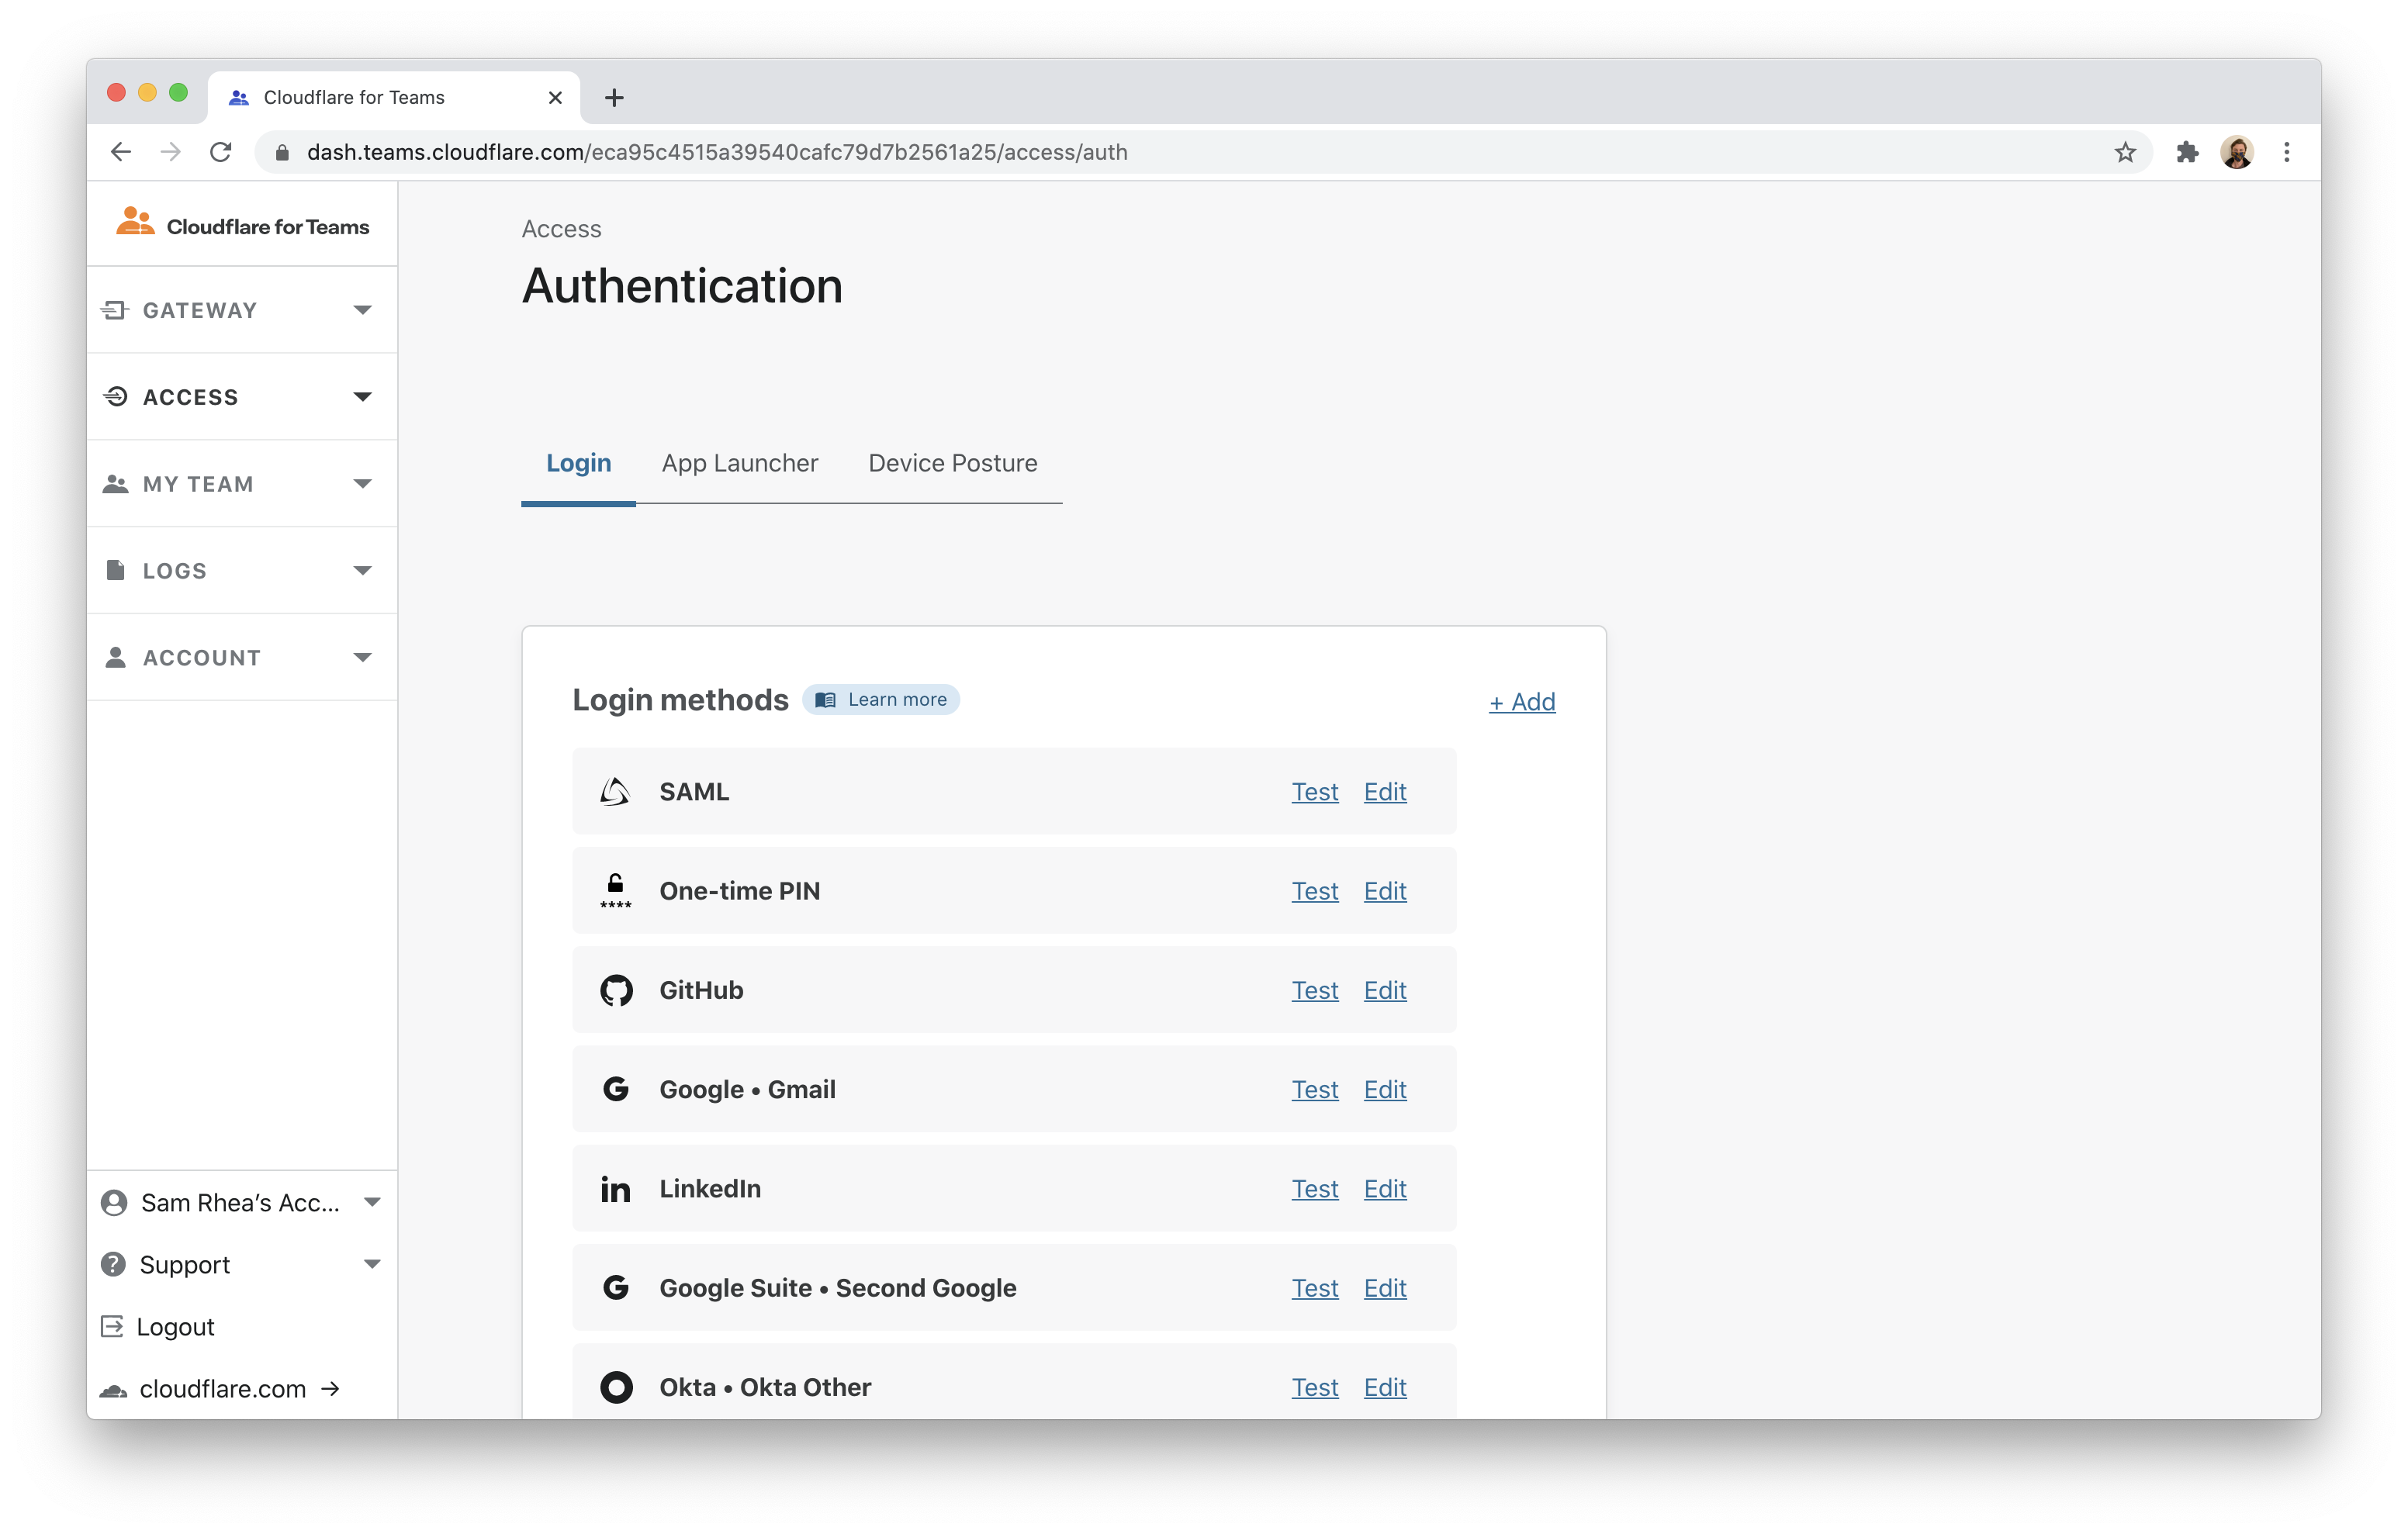 Cloudflare for Teams
dash.teams.cloudflare.com/eca95c4515a39540cafc79d7b2561a25/access/auth
Cloudflare for Teams
GATEWAY
ACCESS
MY TEAM
LOGS
ACCOUNT
Sam Rhea’s Acc...
Support
Logout
cloudflare.com →
Access
Authentication
Login App Launcher Device Posture
Login methods Learn more + Add
SAML Test Edit
**** One-time PIN Test Edit
GitHub Test Edit
G Google • Gmail Test Edit
in LinkedIn Test Edit
G Google Suite • Second Google Test Edit
Okta • Okta Other Test Edit